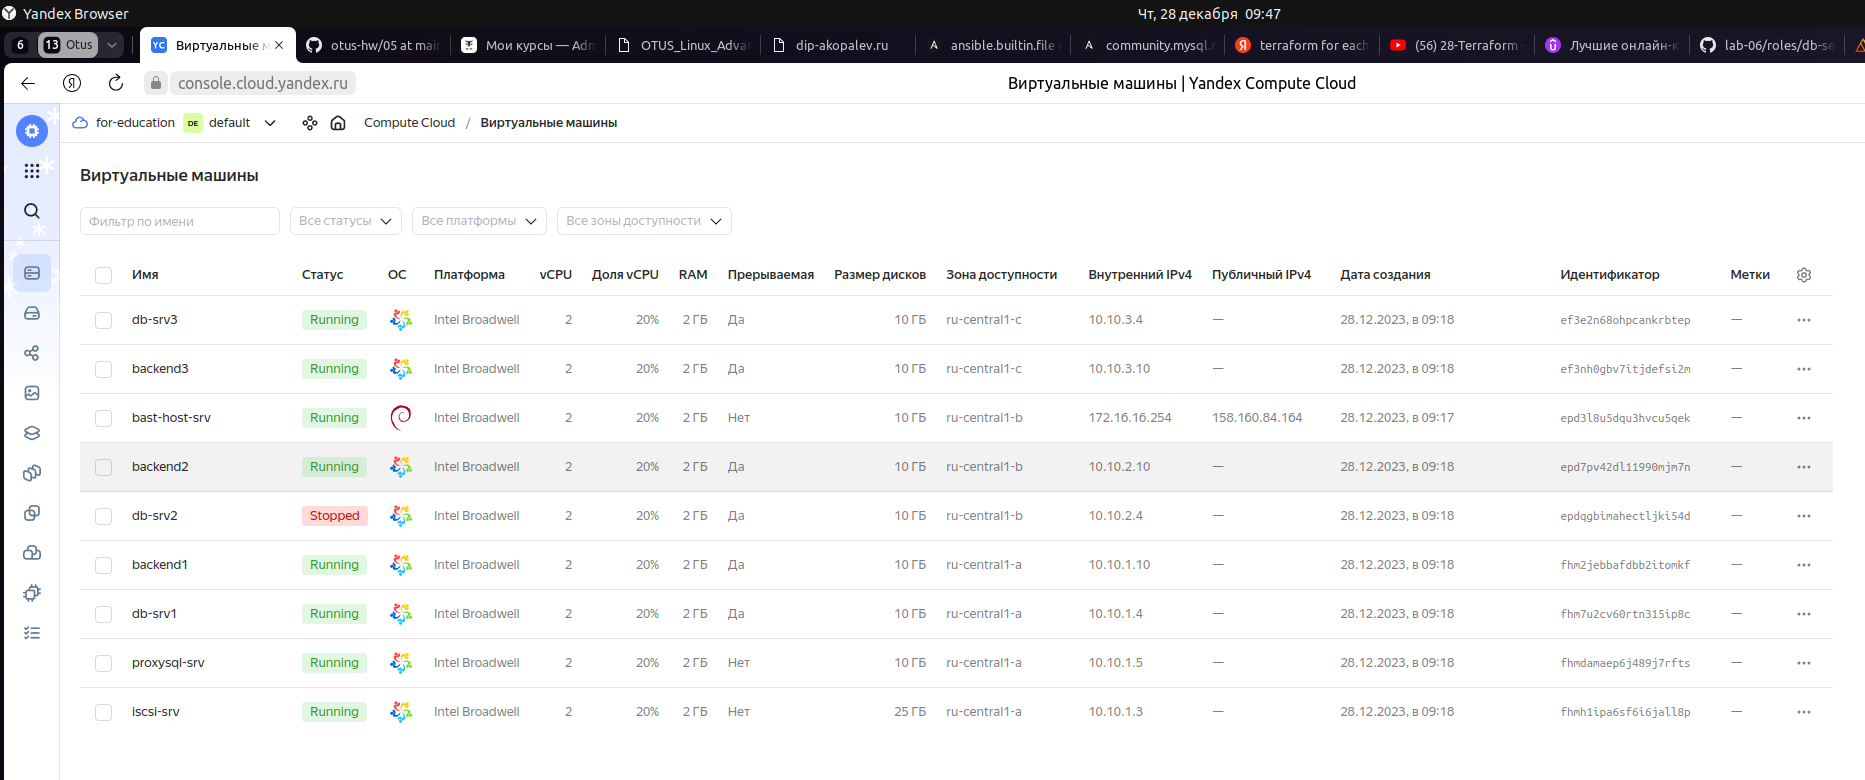 Yandex Browser
Чт, 28 декабря 09:47
6 13 Otus
Виртуальные м
otus-hw/05 at mai
Мои курсы — Adm
OTUS_Linux_Advan
dip-akopalev.ru
ansible.builtin.file
community.mysql.
terraform for each
(56) 28-Terraform
Лучшие онлайн-к
lab-06/roles/db-se
console.cloud.yandex.ru
Виртуальные машины | Yandex Compute Cloud
for-education DE default Compute Cloud / Виртуальные машины
Виртуальные машины
Фильтр по имени Все статусы Все платформы Все зоны доступности
Имя Статус ОС Платформа vCPU Доля vCPU RAM Прерываемая Размер дисков Зона доступности Внутренний IPv4 Публичный IPv4 Дата создания Идентификатор Метки
db-srv3 Running Intel Broadwell 2 20% 2 ГБ Да 10 ГБ ru-central1-c 10.10.3.4 — 28.12.2023, в 09:18 ef3e2n68ohpcankrbtep —
backend3 Running Intel Broadwell 2 20% 2 ГБ Да 10 ГБ ru-central1-c 10.10.3.10 — 28.12.2023, в 09:18 ef3nh0gbv7itjdefsi2m —
bast-host-srv Running Intel Broadwell 2 20% 2 ГБ Нет 10 ГБ ru-central1-b 172.16.16.254 158.160.84.164 28.12.2023, в 09:17 epd3l8u5dqu3hvcu5qek —
backend2 Running Intel Broadwell 2 20% 2 ГБ Да 10 ГБ ru-central1-b 10.10.2.10 — 28.12.2023, в 09:18 epd7pv42dl11990mjm7n —
db-srv2 Stopped Intel Broadwell 2 20% 2 ГБ Да 10 ГБ ru-central1-b 10.10.2.4 — 28.12.2023, в 09:18 epdqgbimahectljki54d —
backend1 Running Intel Broadwell 2 20% 2 ГБ Да 10 ГБ ru-central1-a 10.10.1.10 — 28.12.2023, в 09:18 fhm2jebbafdbb2itomkf —
db-srv1 Running Intel Broadwell 2 20% 2 ГБ Да 10 ГБ ru-central1-a 10.10.1.4 — 28.12.2023, в 09:18 fhm7u2cv60rtn315ip8c —
proxysql-srv Running Intel Broadwell 2 20% 2 ГБ Нет 10 ГБ ru-central1-a 10.10.1.5 — 28.12.2023, в 09:18 fhmdamaep6j489j7rfts —
iscsi-srv Running Intel Broadwell 2 20% 2 ГБ Нет 25 ГБ ru-central1-a 10.10.1.3 — 28.12.2023, в 09:18 fhmh1ipa6sf6i6jall8p —